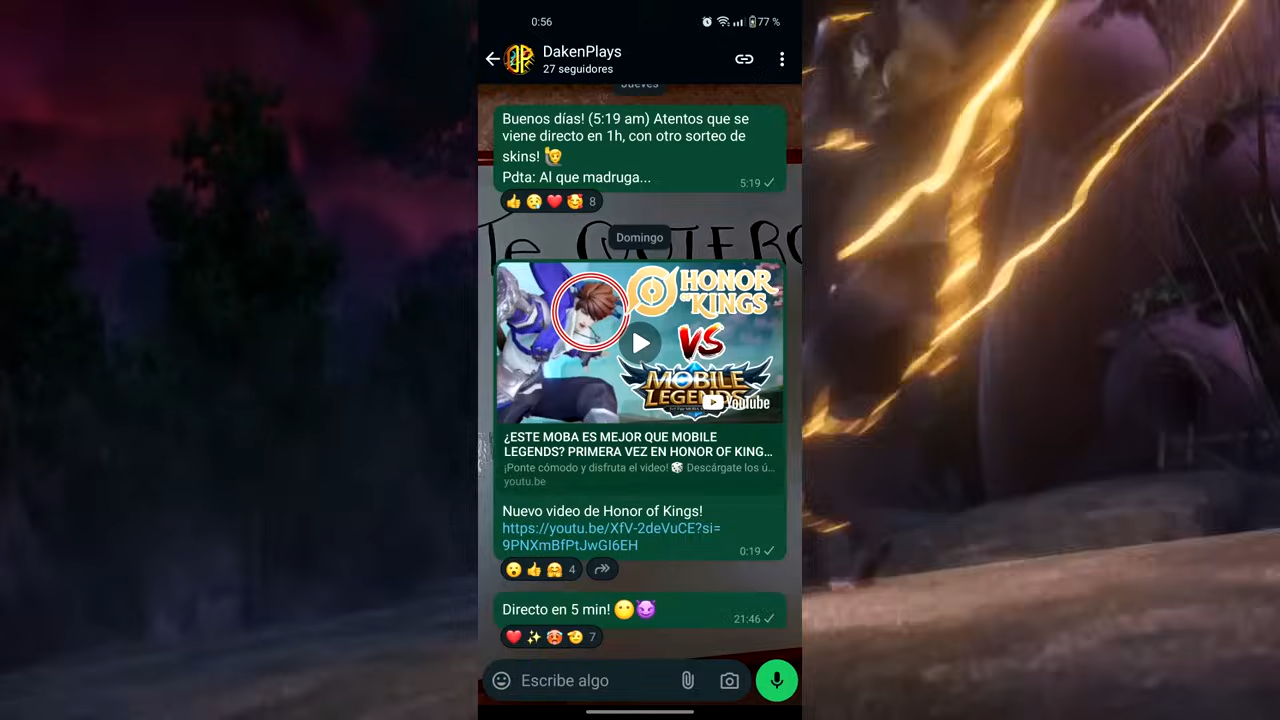 0:56
77 %
DakenPlays
27 seguidores
Jueves
Buenos días! (5:19 am) Atentos que se
viene directo en 1h, con otro sorteo de
skins! 🙋‍♂️
Pdta: Al que madruga...
5:19
8
Te
Domingo
HONOR
OF KINGS
VS
MOBILE
LEGENDS
YouTube
¿ESTE MOBA ES MEJOR QUE MOBILE
LEGENDS? PRIMERA VEZ EN HONOR OF KING...
¡Ponte cómodo y disfruta el video! 🎲 Descárgate los ú...
youtu.be
Nuevo video de Honor of Kings!
https://youtu.be/XfV-2deVuCE?si=
9PNXmBfPtJwGI6EH
0:19
4
Directo en 5 min! 😶😈
21:46
7
Escribe algo